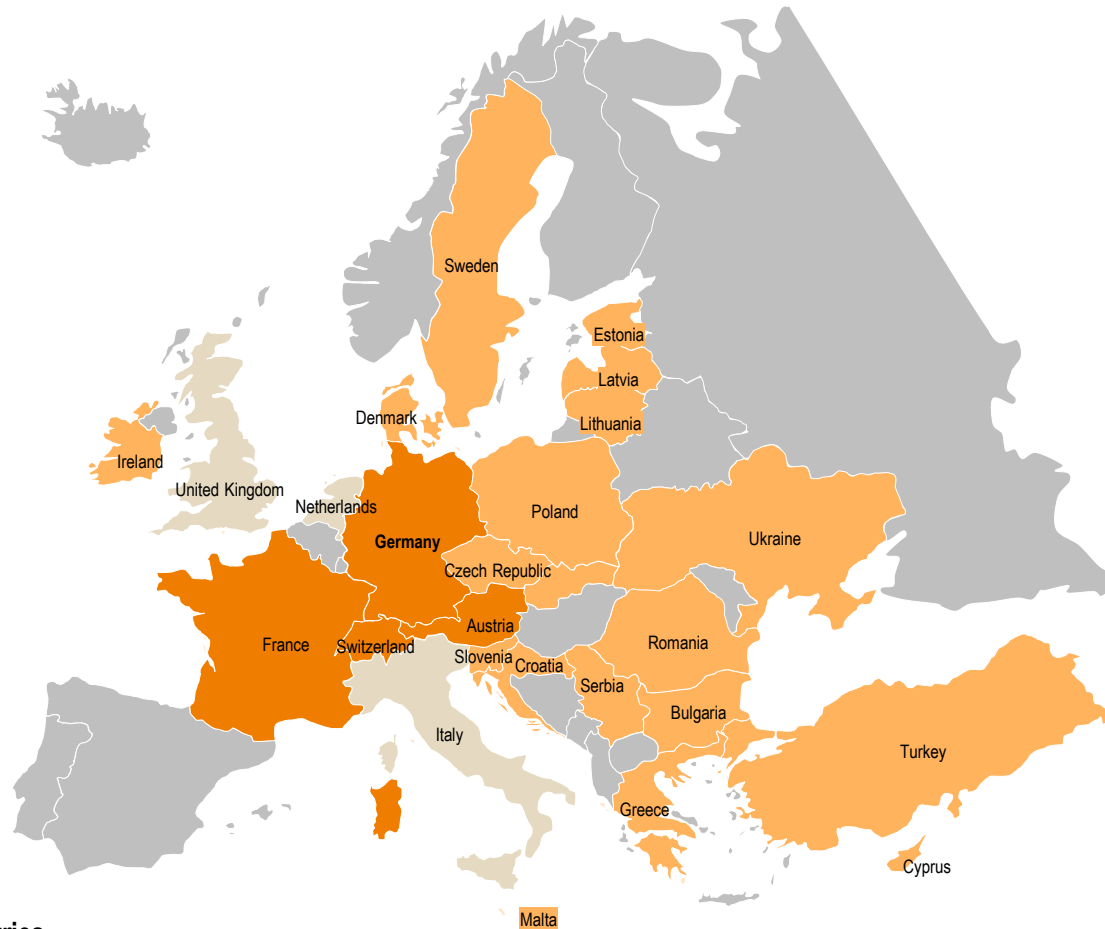 Sweden
Estonia
Latvia
Denmark
Lithuania
Ireland
United Kingdom
Netherlands
Poland
Germany
Ukraine
Czech Republic
Austria
France
Switzerland
Romania
Slovenia
Croatia
Serbia
Bulgaria
Italy
Turkey
Greece
Cyprus
Malta